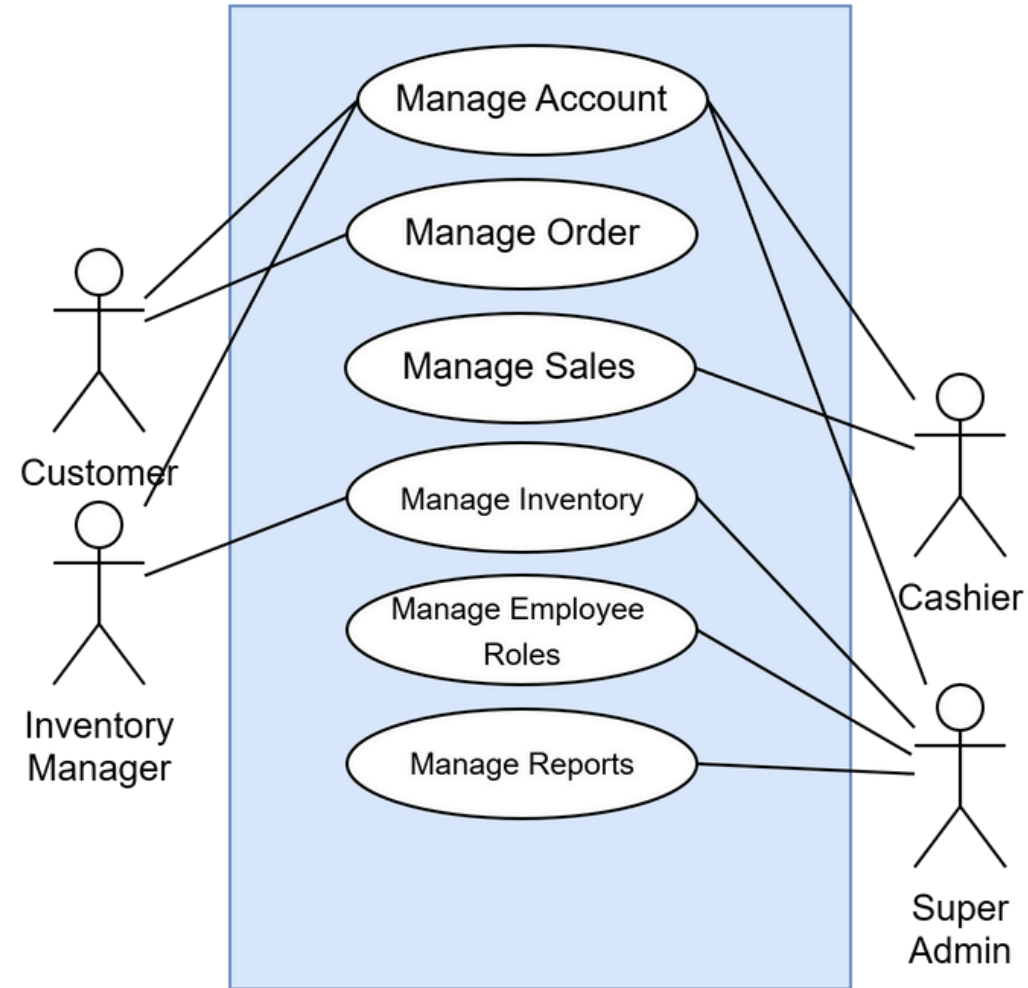 Manage Account
Manage Order
Manage Sales
Customer
Manage Inventory
Manage Employee
Roles
Cashier
Inventory
Manager
Manage Reports
Super
Admin